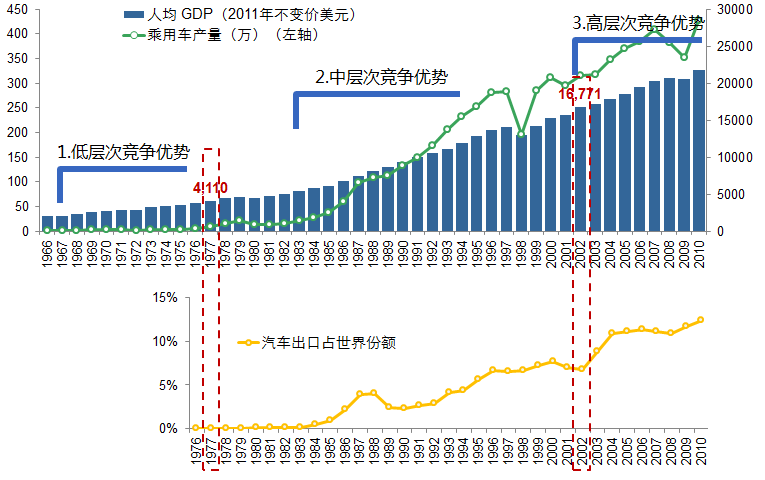 450
400
350
300
250
200
150
100
50
0
30000
25000
20000
15000
10000
5000
0
人均 GDP（2011年不变价美元）
乘用车产量（万）（左轴）
1.低层次竞争优势
2.中层次竞争优势
3.高层次竞争优势
4,110
16,771
1966 1967 1968 1969 1970 1971 1972 1973 1974 1975 1976 1977 1978 1979 1980 1981 1982 1983 1984 1985 1986 1987 1988 1989 1990 1991 1992 1993 1994 1995 1996 1997 1998 1999 2000 2001 2002 2003 2004 2005 2006 2007 2008 2009 2010
15%
10%
5%
0%
汽车出口占世界份额
1976 1977 1978 1979 1980 1981 1982 1983 1984 1985 1986 1987 1988 1989 1990 1991 1992 1993 1994 1995 1996 1997 1998 1999 2000 2001 2002 2003 2004 2005 2006 2007 2008 2009 2010